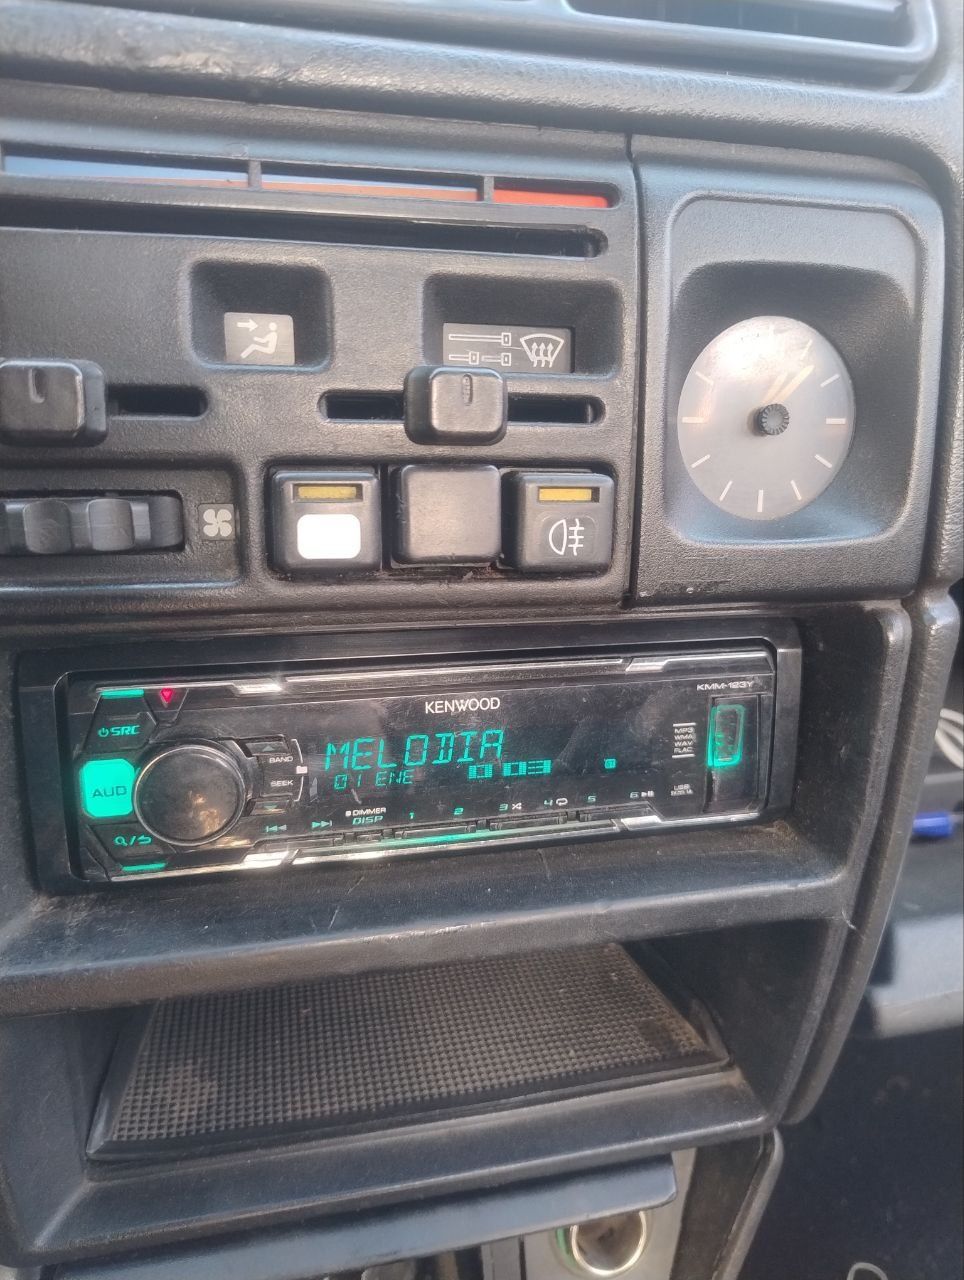 KENWOOD
KMM-123Y
SRC
MELODIA
01 ENE
0 03
AUD
BAND
SEEK
MP3
WMA
WAV
FLAC
USB
DIMMER
DISP
1
2
3
4
5
6